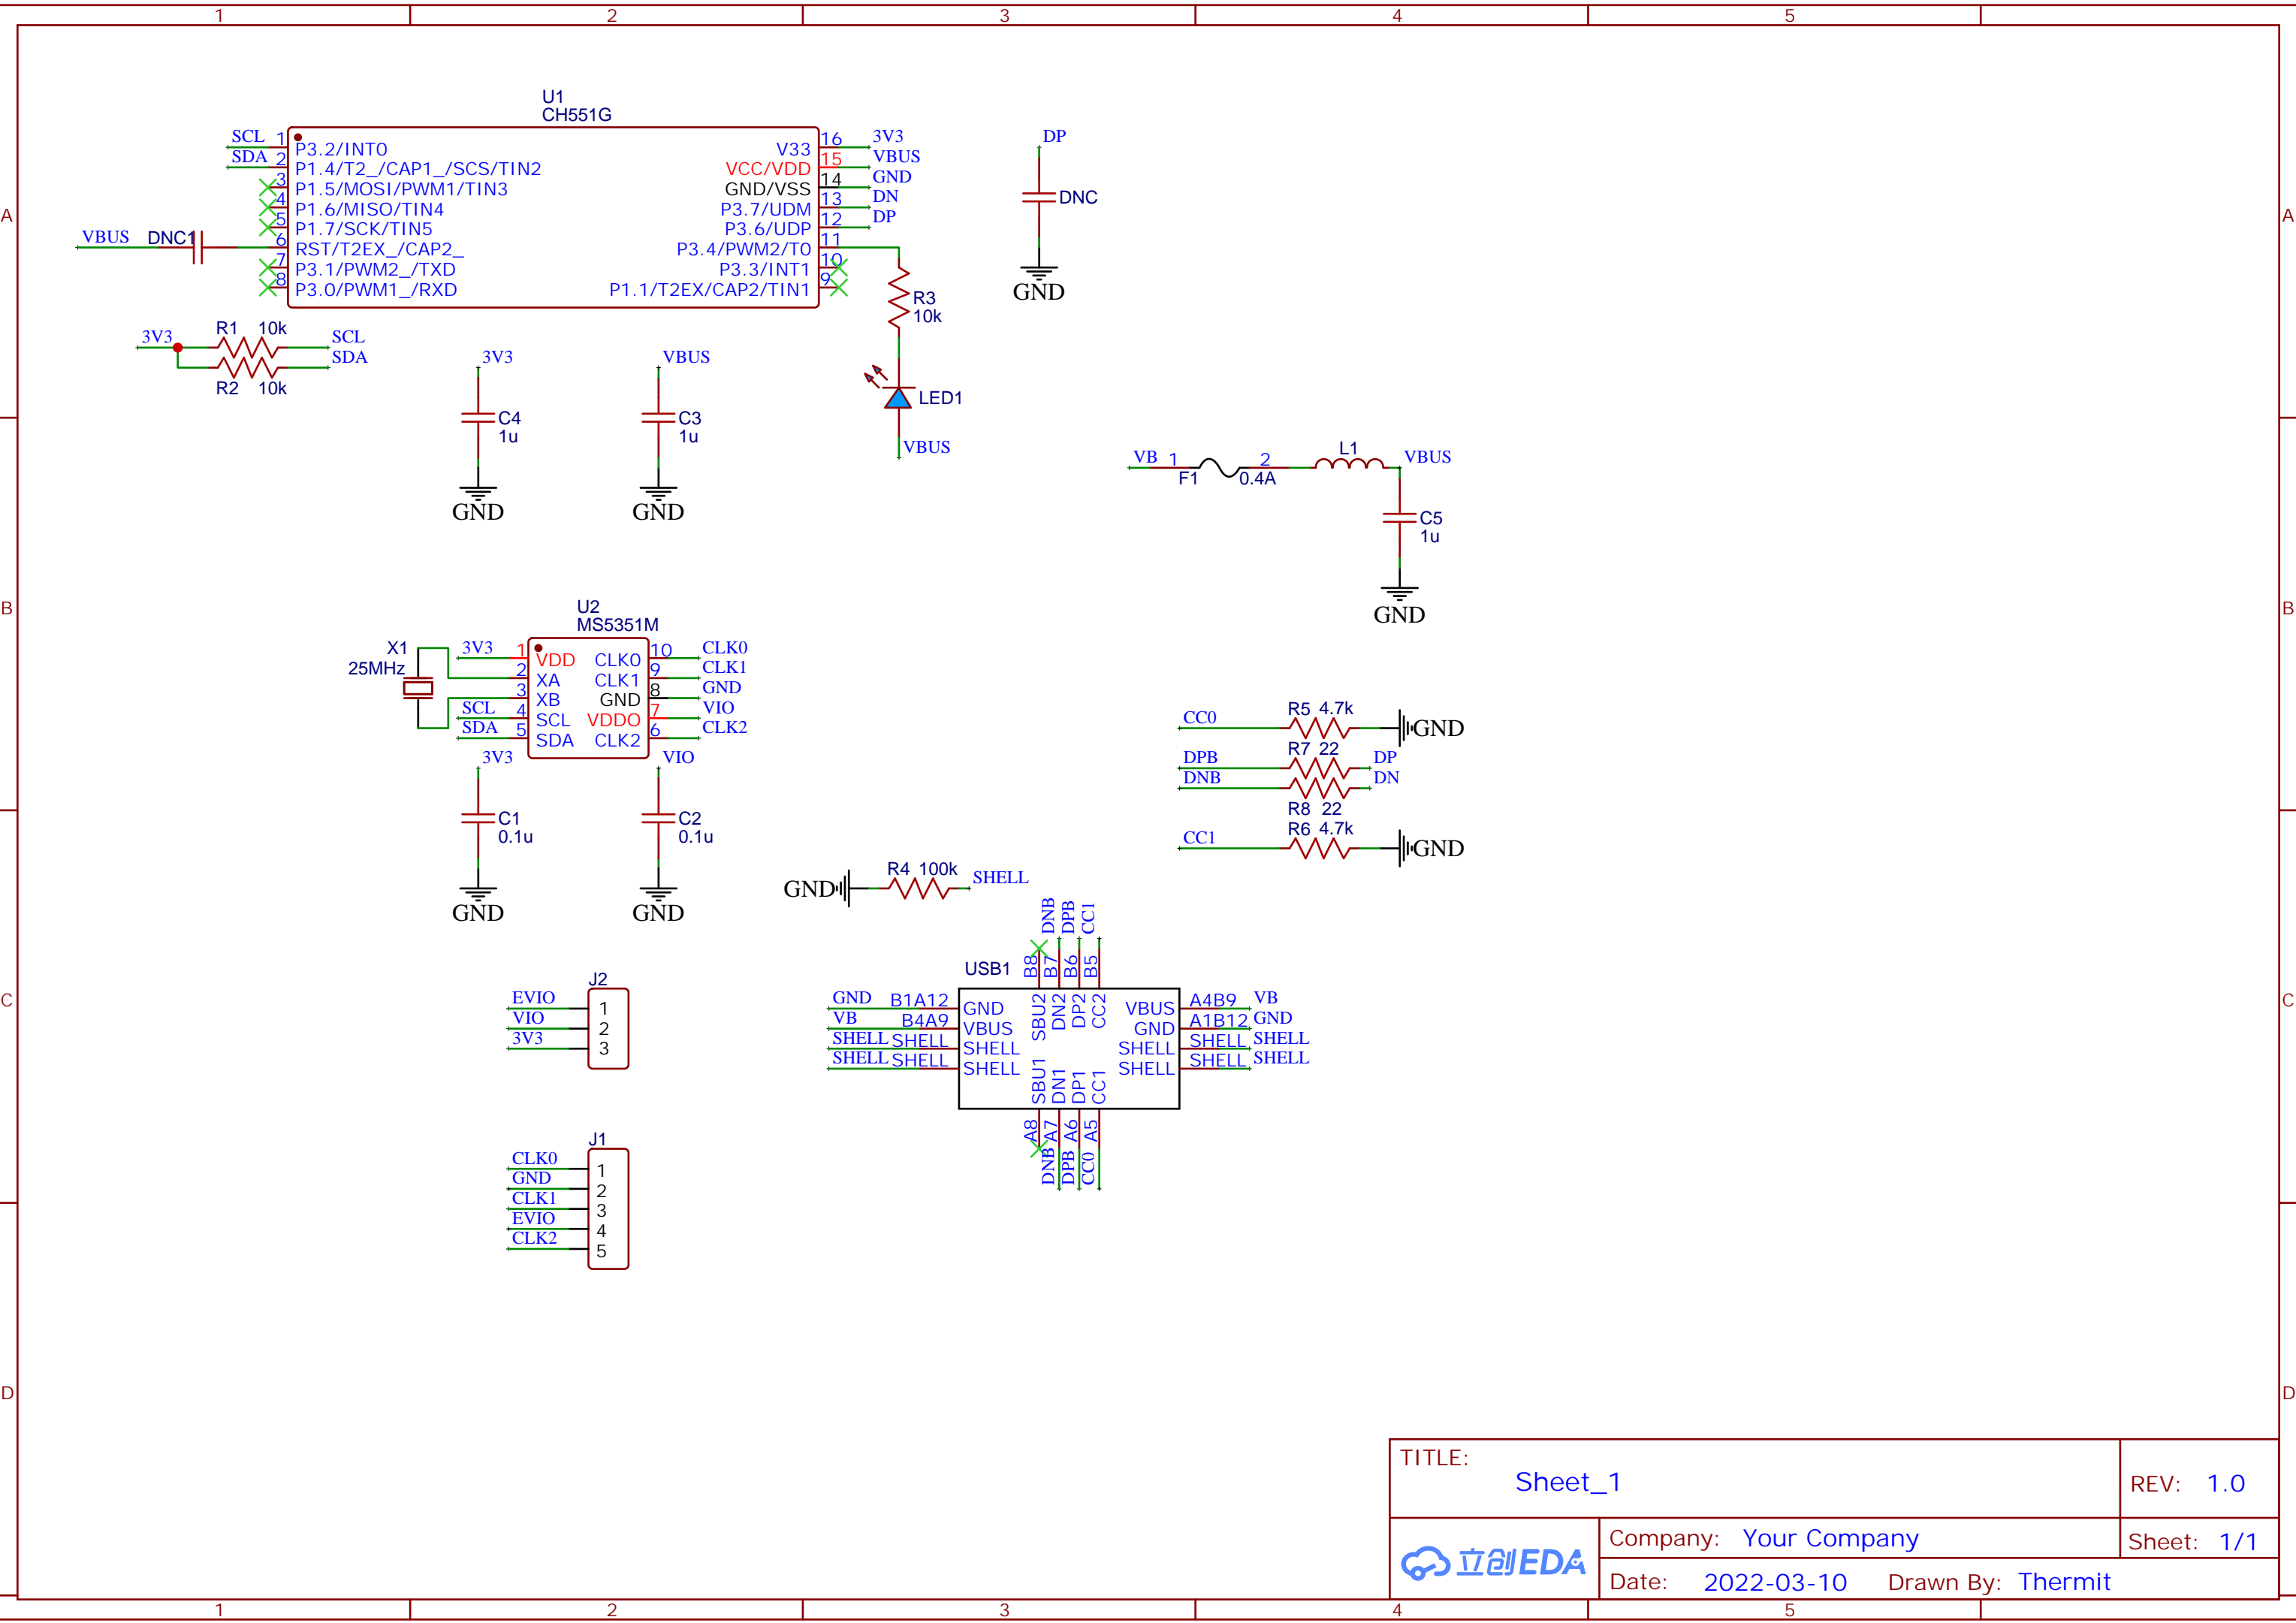 1 2 3 4 5
A A
B B
C C
D D
U1
CH551G
SCL 1 P3.2/INT0
SDA 2 P1.4/T2_/CAP1_/SCS/TIN2
3 P1.5/MOSI/PWM1/TIN3
4 P1.6/MISO/TIN4
5 P1.7/SCK/TIN5
VBUS DNC1 6 RST/T2EX_/CAP2_
7 P3.1/PWM2_/TXD
8 P3.0/PWM1_/RXD
V33 16 3V3
VCC/VDD 15 VBUS
GND/VSS 14 GND
P3.7/UDM 13 DN
P3.6/UDP 12 DP
P3.4/PWM2/T0 11
P3.3/INT1 10
P1.1/T2EX/CAP2/TIN1 9
R3
10k
LED1
VBUS
DP
DNC
GND
3V3 R1 10k SCL
SDA
R2 10k
3V3
C4
1u
GND
VBUS
C3
1u
GND
VB 1 2 L1 VBUS
F1 0.4A
C5
1u
GND
U2
MS5351M
X1
25MHz
3V3 1 VDD
2 XA
3 XB
SCL 4 SCL
SDA 5 SDA
CLK0 10 CLK0
CLK1 9 CLK1
GND 8 GND
VDDO 7 VIO
CLK2 6 CLK2
3V3
C1
0.1u
GND
VIO
C2
0.1u
GND
CC0 R5 4.7k GND
DPB R7 22 DP
DNB DN
R8 22
CC1 R6 4.7k GND
GND R4 100k SHELL
USB1
DNB DPB CC1
B8 B7 B6 B5
SBU2 DN2 DP2 CC2
GND B1A12 GND
VB B4A9 VBUS
SHELL SHELL SHELL
SHELL SHELL SHELL
VBUS A4B9 VB
GND A1B12 GND
SHELL SHELL SHELL
SHELL SHELL SHELL
SBU1 DN1 DP1 CC1
A8 A7 A6 A5
DNB DPB CC0
J2
EVIO 1
VIO 2
3V3 3
J1
CLK0 1
GND 2
CLK1 3
EVIO 4
CLK2 5
TITLE:
Sheet_1
REV: 1.0
立创EDA
Company: Your Company
Sheet: 1/1
Date: 2022-03-10 Drawn By: Thermit
1 2 3 4 5